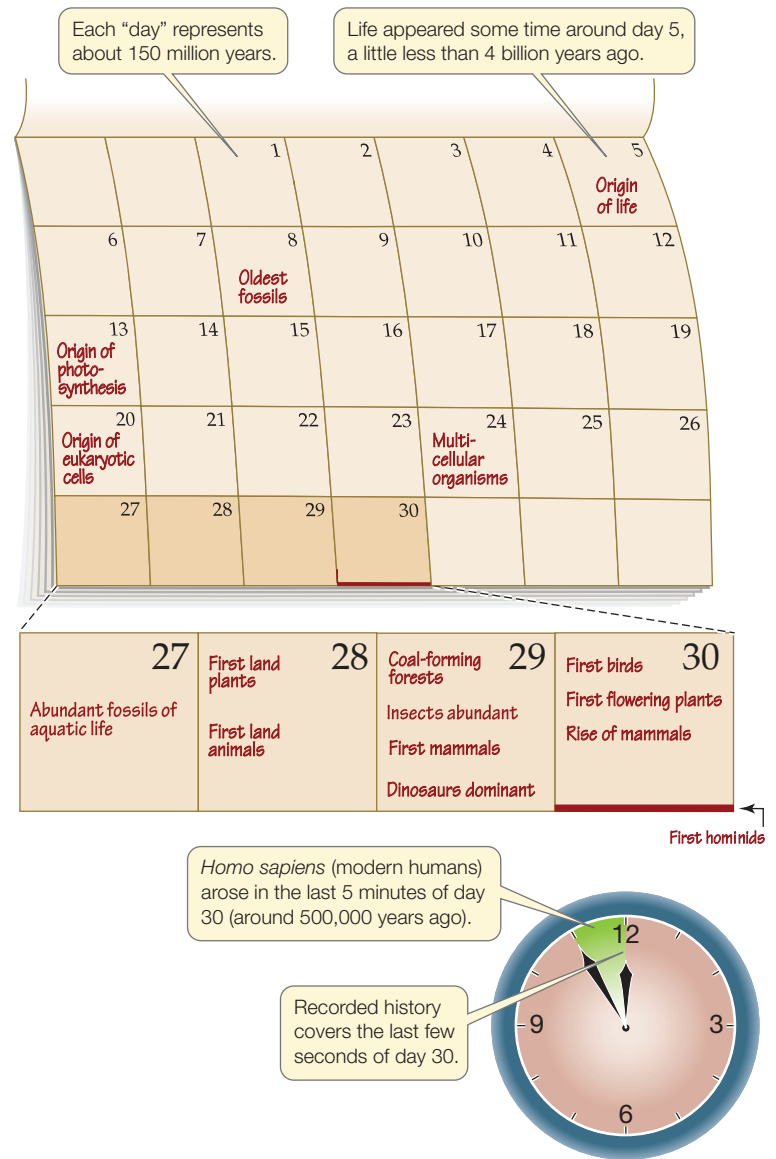 Each “day” represents
about 150 million years.
Life appeared some time around day 5,
a little less than 4 billion years ago.
1
2
3
4
5
Origin
of life
6
7
8
9
10
11
12
Oldest
fossils
13
14
15
16
17
18
19
Origin of
photo-
synthesis
20
21
22
23
24
25
26
Origin of
eukaryotic
cells
Multi-
cellular
organisms
27
28
29
30
27
Abundant fossils of
aquatic life
28
First land
plants
First land
animals
29
Coal-forming
forests
Insects abundant
First mammals
Dinosaurs dominant
30
First birds
First flowering plants
Rise of mammals
First hominids
Homo sapiens (modern humans)
arose in the last 5 minutes of day
30 (around 500,000 years ago).
Recorded history
covers the last few
seconds of day 30.
12
3
6
9